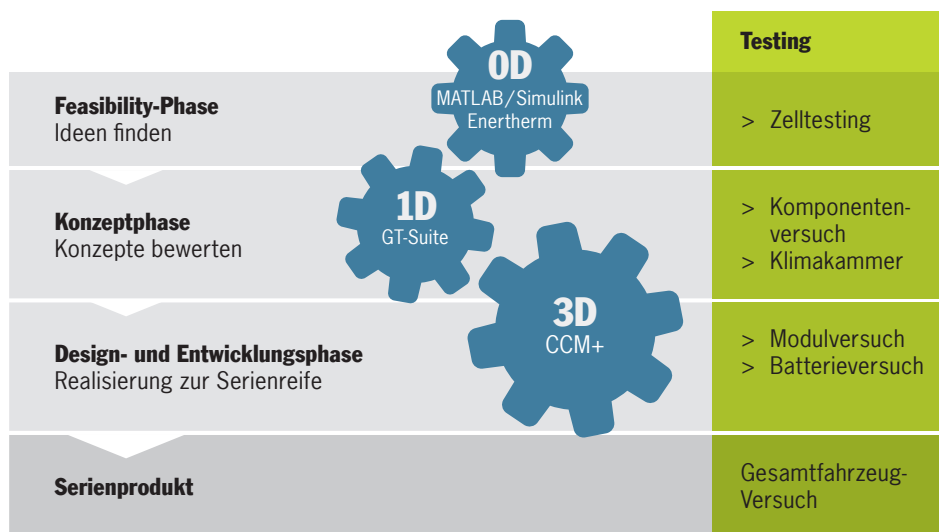 Testing
0D
MATLAB/Simulink
Enertherm
Feasibility-Phase
Ideen finden
> Zelltesting
1D
GT-Suite
Konzeptphase
Konzepte bewerten
> Komponenten-
versuch
> Klimakammer
3D
CCM+
Design- und Entwicklungsphase
Realisierung zur Serienreife
> Modulversuch
> Batterieversuch
Serienprodukt
Gesamtfahrzeug-
Versuch